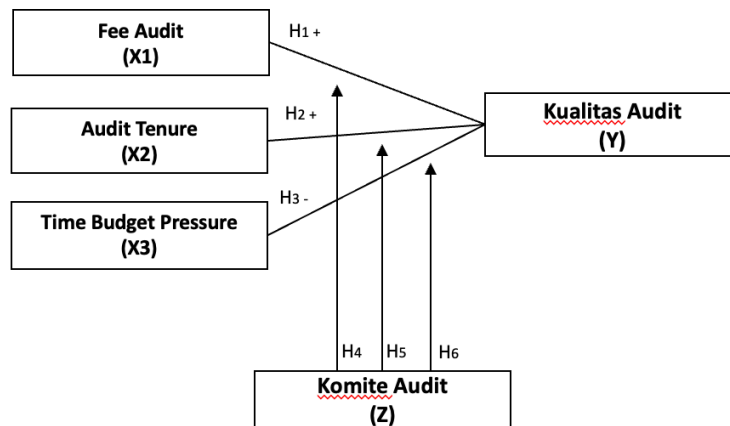 Fee Audit
(X1)
H1 +
Audit Tenure
(X2)
H2 +
Kualitas Audit
(Y)
Time Budget Pressure
(X3)
H3 -
H4
H5
H6
Komite Audit
(Z)